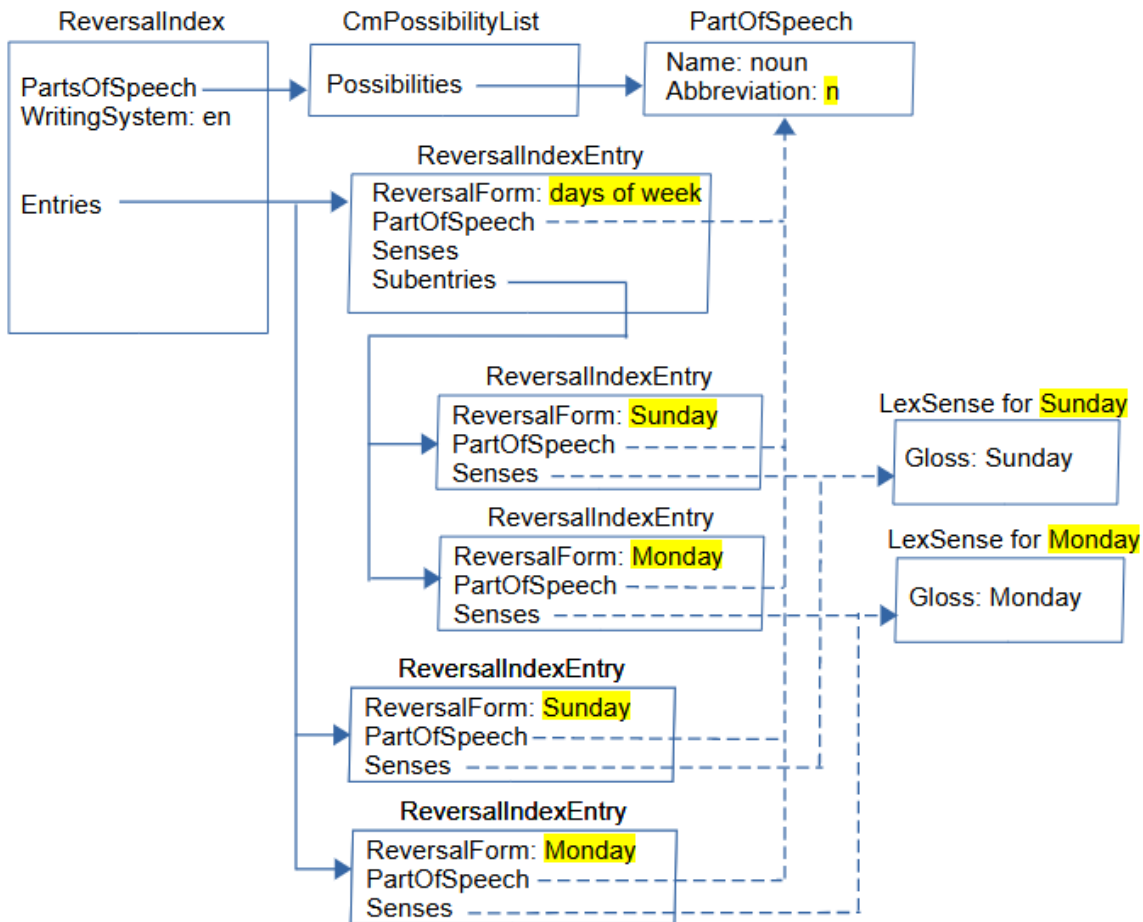 ReversalIndex
PartsOfSpeech
WritingSystem: en
Entries
CmPossibilityList
Possibilities
PartOfSpeech
Name: noun
Abbreviation: n
ReversalIndexEntry
ReversalForm: days of week
PartOfSpeech
Senses
Subentries
ReversalIndexEntry
ReversalForm: Sunday
PartOfSpeech
Senses
LexSense for Sunday
Gloss: Sunday
ReversalIndexEntry
ReversalForm: Monday
PartOfSpeech
Senses
LexSense for Monday
Gloss: Monday
ReversalIndexEntry
ReversalForm: Sunday
PartOfSpeech
Senses
ReversalIndexEntry
ReversalForm: Monday
PartOfSpeech
Senses